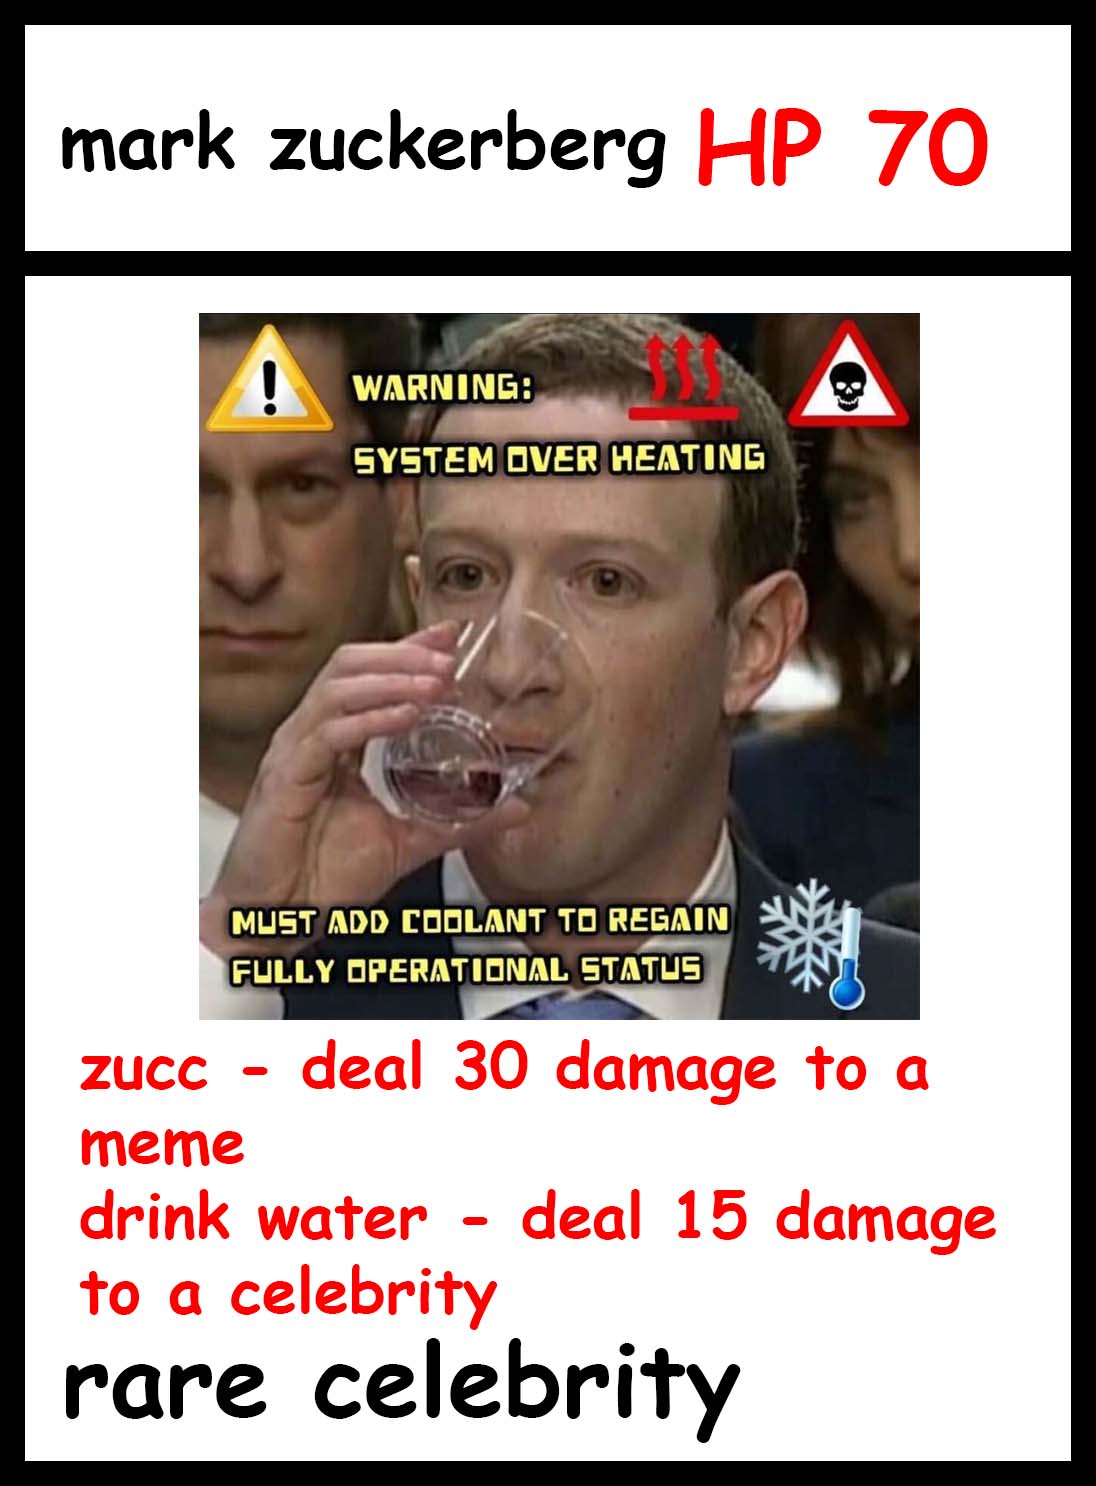 mark zuckerberg HP 70
WARNING:
SYSTEM OVER HEATING
MUST ADD COOLANT TO REGAIN
FULLY OPERATIONAL STATUS
zucc - deal 30 damage to a
meme
drink water - deal 15 damage
to a celebrity
rare celebrity